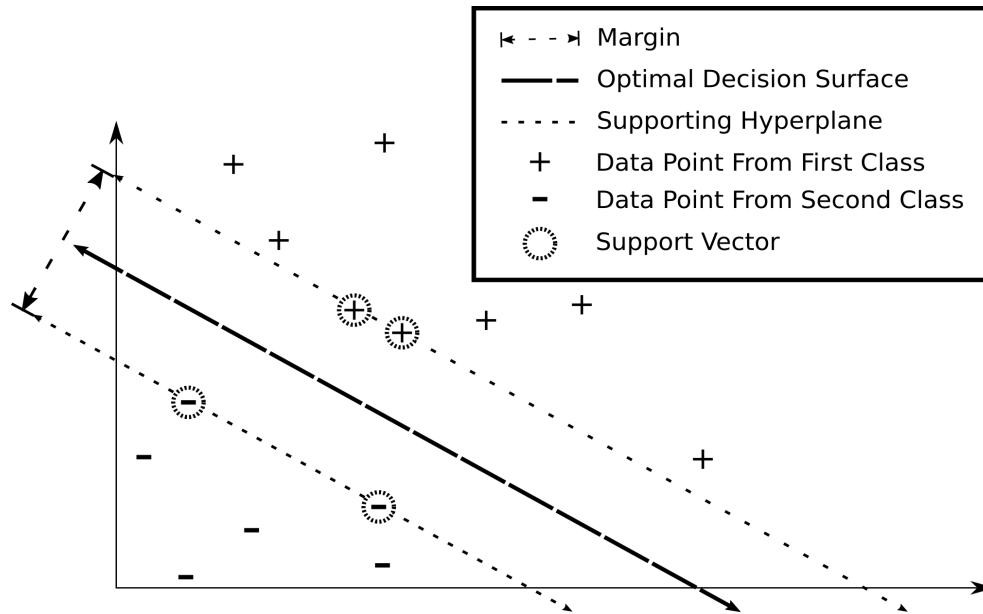 Margin
Optimal Decision Surface
Supporting Hyperplane
Data Point From First Class
Data Point From Second Class
Support Vector